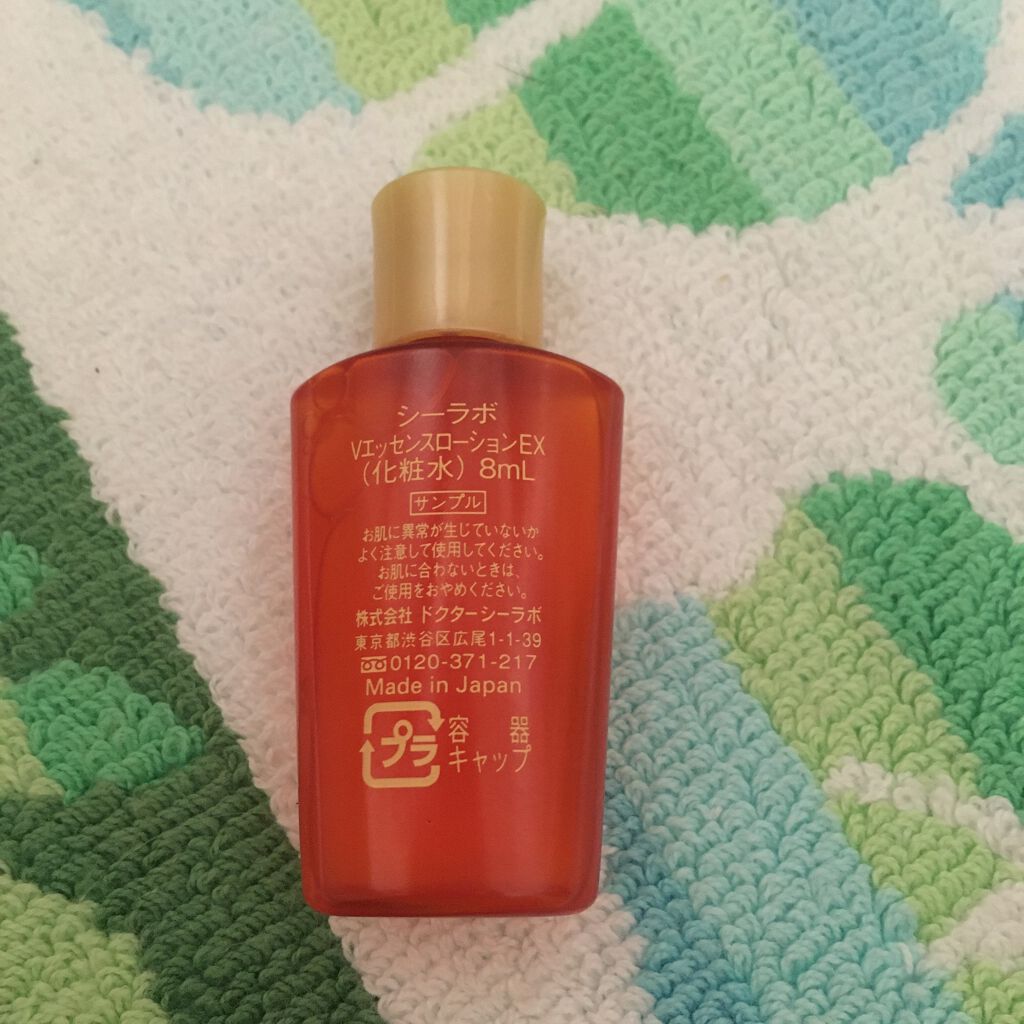 シーラボ
VエッセンスローションEX
(化粧水) 8mL
サンプル
お肌に異常が生じていないか
よく注意して使用してください。
お肌に合わないときは、
ご使用をおやめください。
株式会社 ドクターシーラボ
東京都渋谷区広尾1-1-39
0120-371-217
Made in Japan
プラ 容器
キャップ